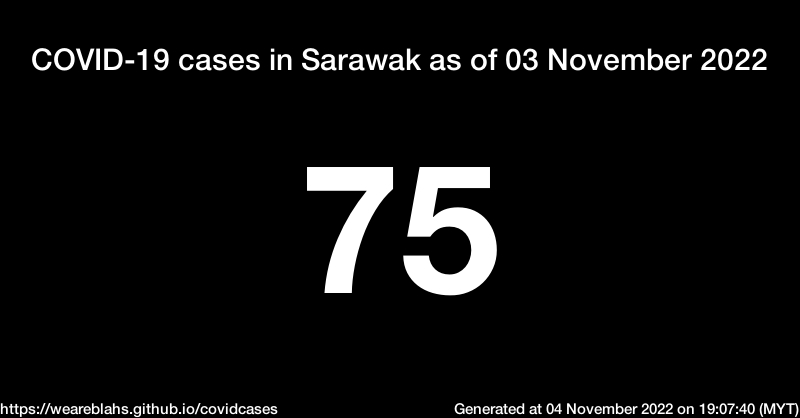 COVID-19 cases in Sarawak as of 03 November 2022
75
https://weareblahs.github.io/covidcases
Generated at 04 November 2022 on 19:07:40 (MYT)